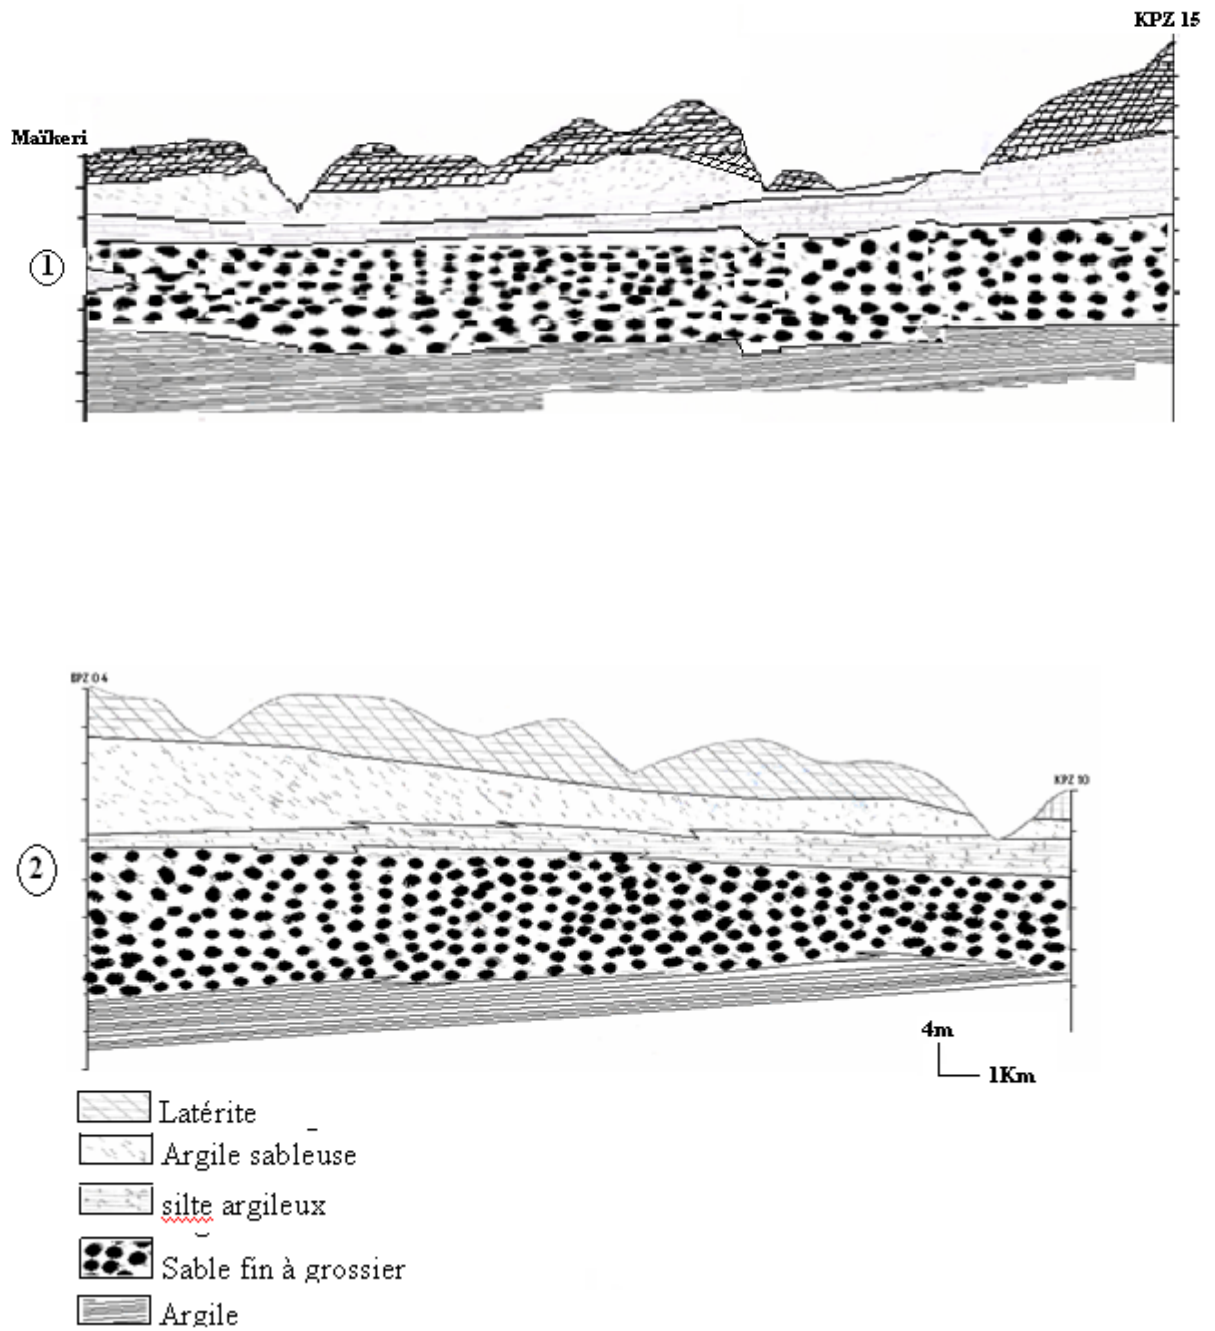 KPZ 15
Maïkeri
1
KPZ 04
KPZ 10
2
4m
1Km
Latérite
Argile sableuse
silte argileux
Sable fin à grossier
Argile